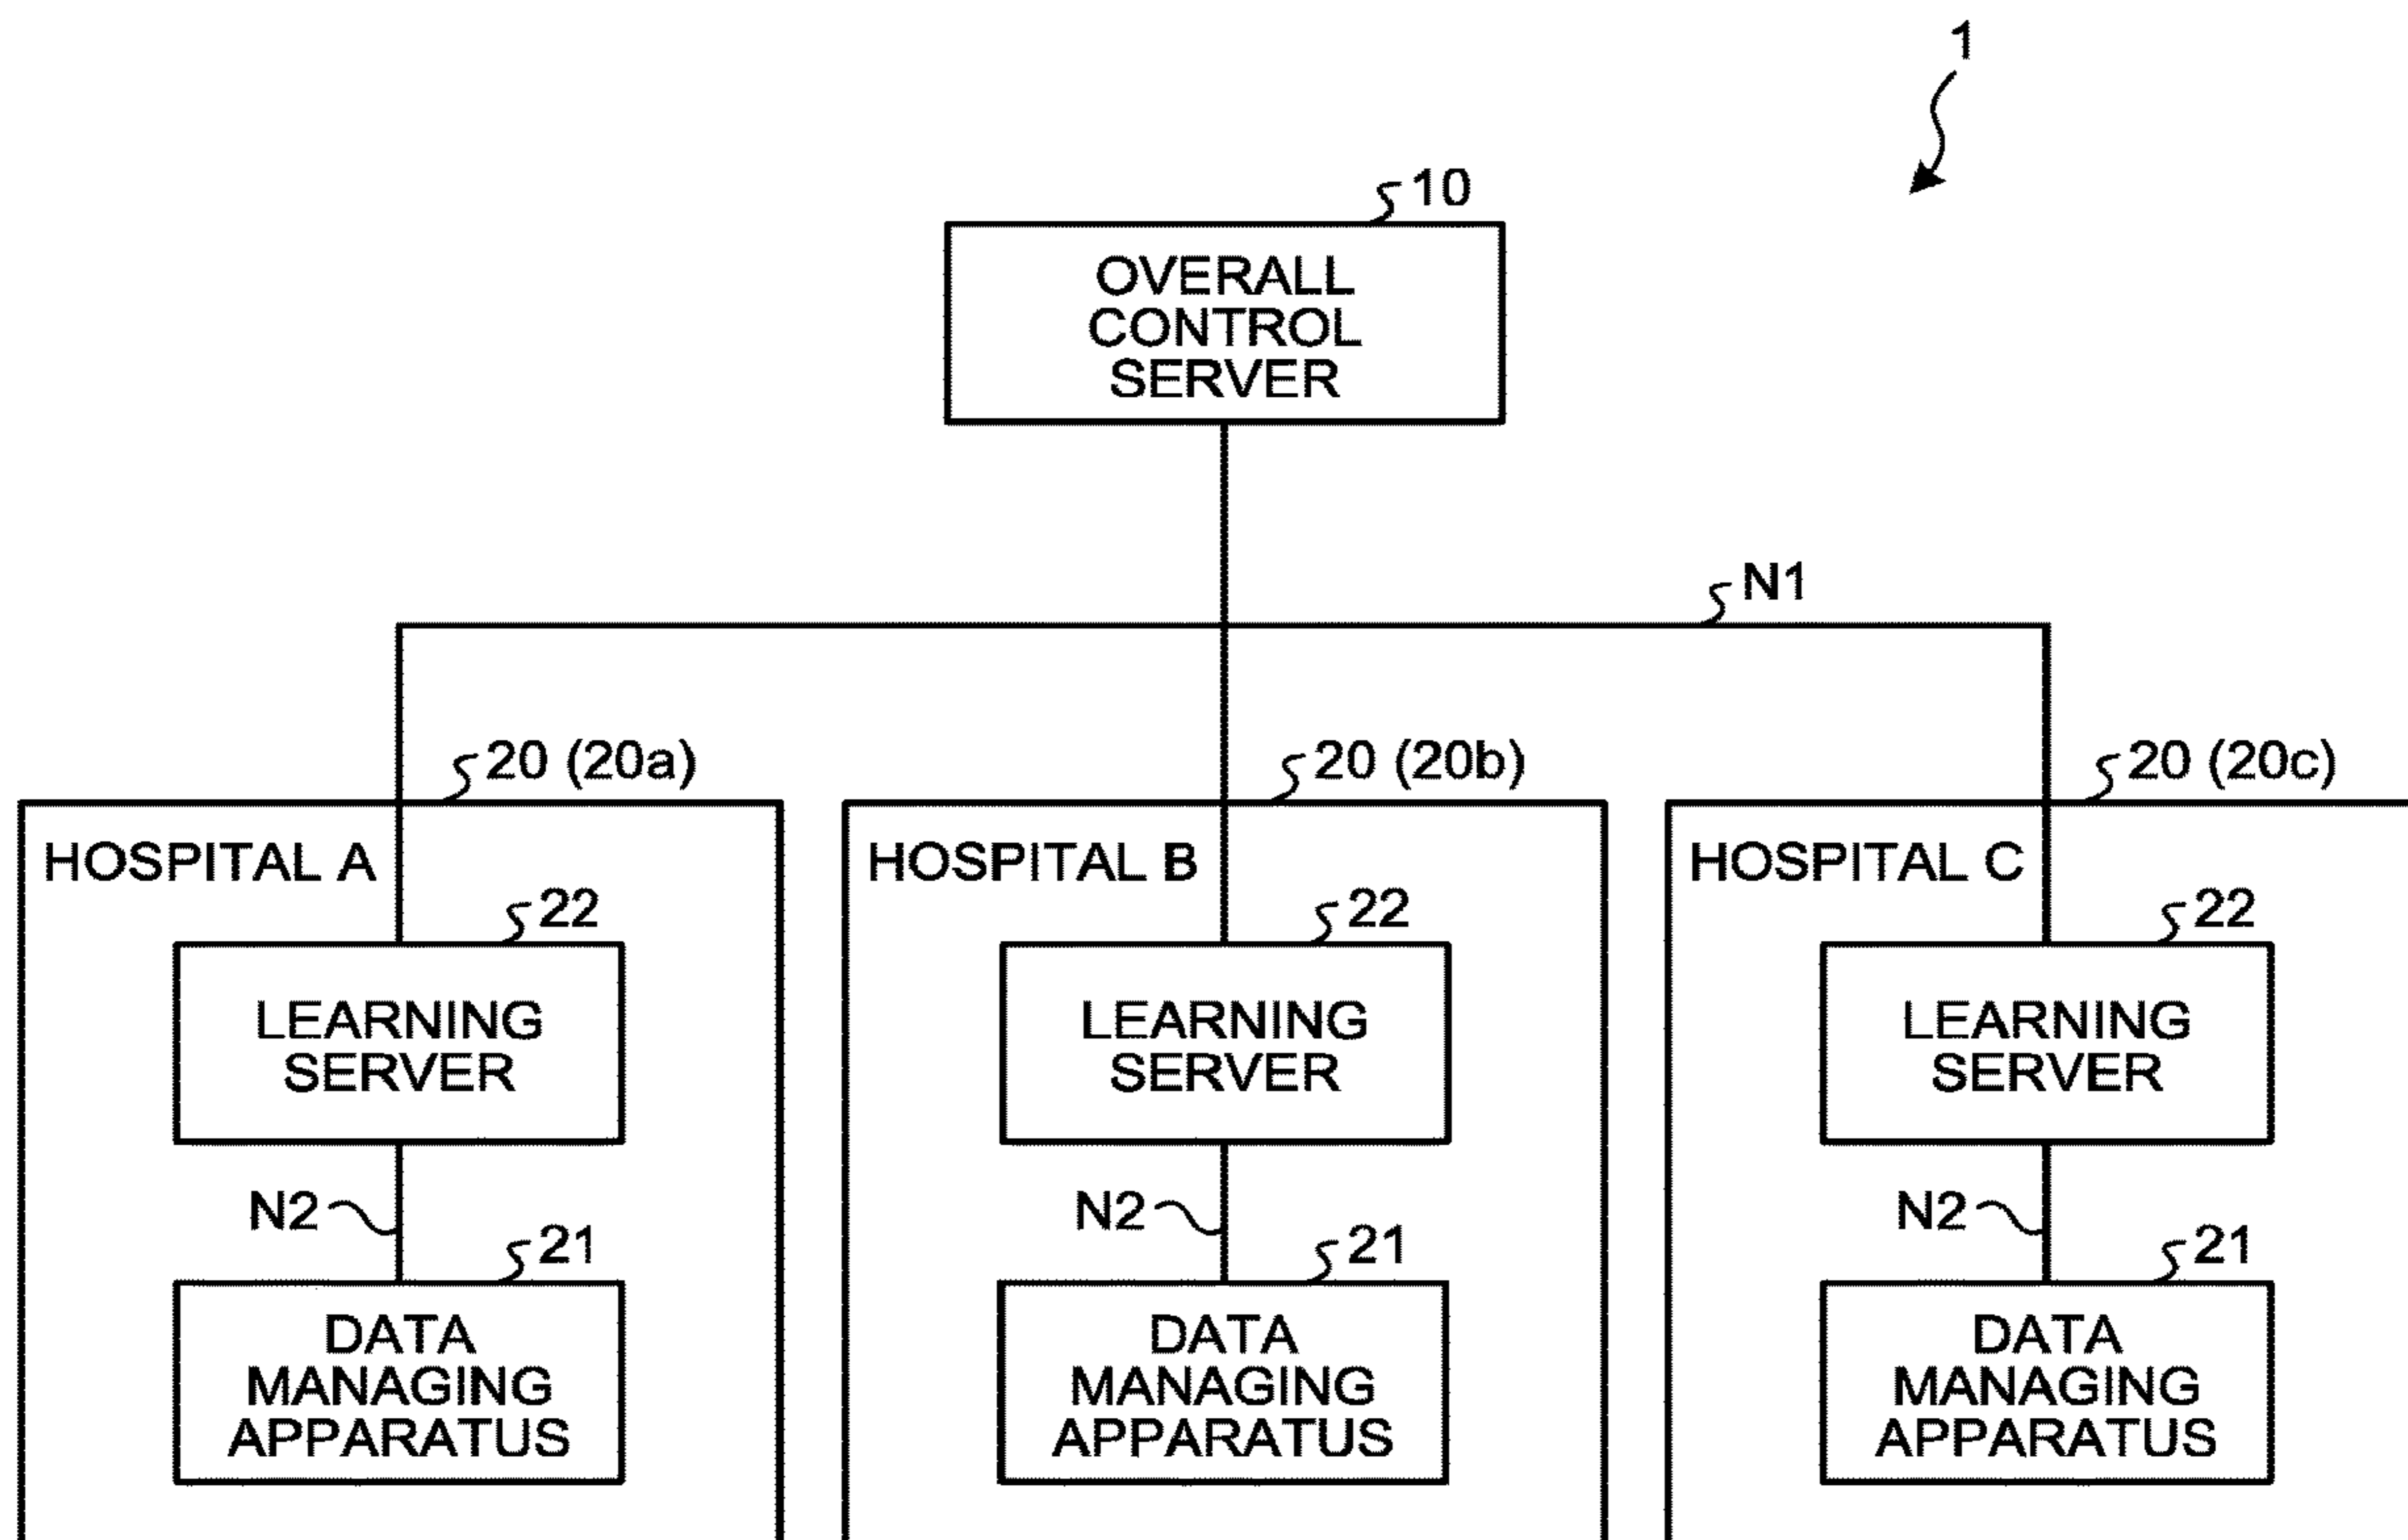 1
10
OVERALL
CONTROL
SERVER
N1
20 (20a)
20 (20b)
20 (20c)
HOSPITAL A
HOSPITAL B
HOSPITAL C
22
22
22
LEARNING
SERVER
LEARNING
SERVER
LEARNING
SERVER
N2
N2
N2
21
21
21
DATA
MANAGING
APPARATUS
DATA
MANAGING
APPARATUS
DATA
MANAGING
APPARATUS